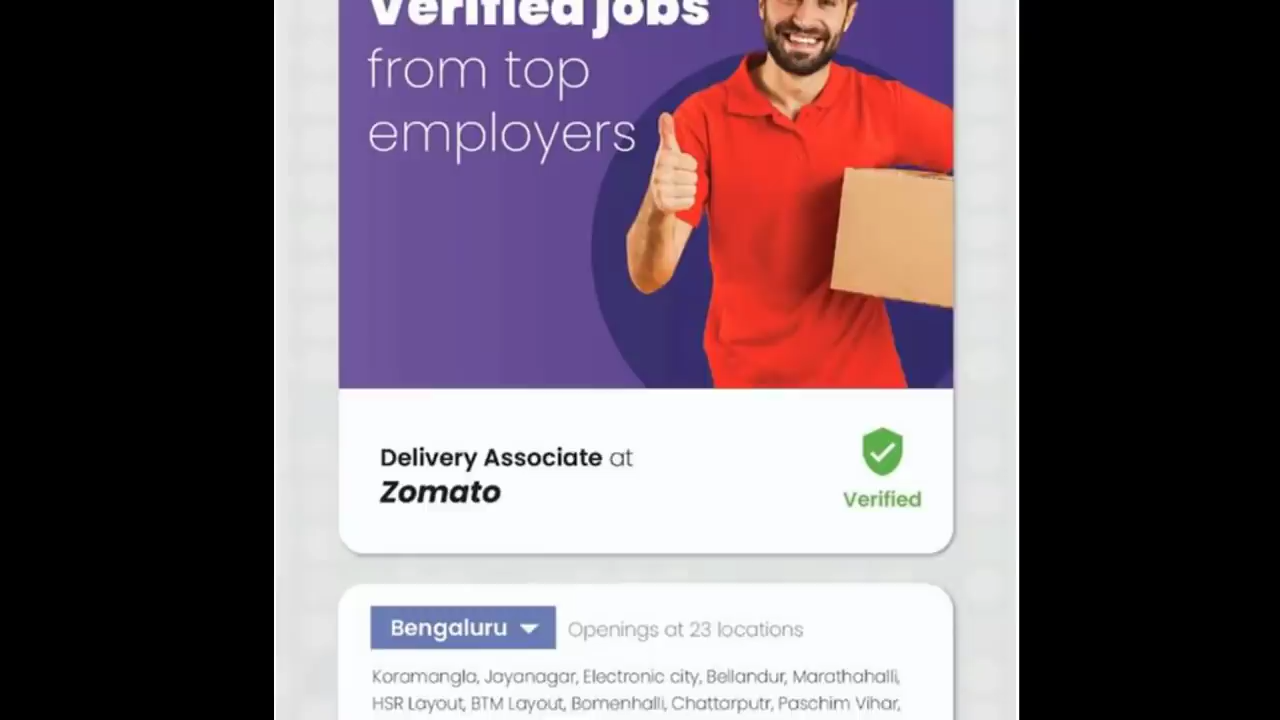 Verified jobs
from top
employers
Delivery Associate at
Zomato
Verified
Bengaluru
Openings at 23 locations
Koramangla, Jayanagar, Electronic city, Bellandur, Marathahalli,
HSR Layout, BTM Layout, Bomenhalli, Chattarputr, Paschim Vihar,